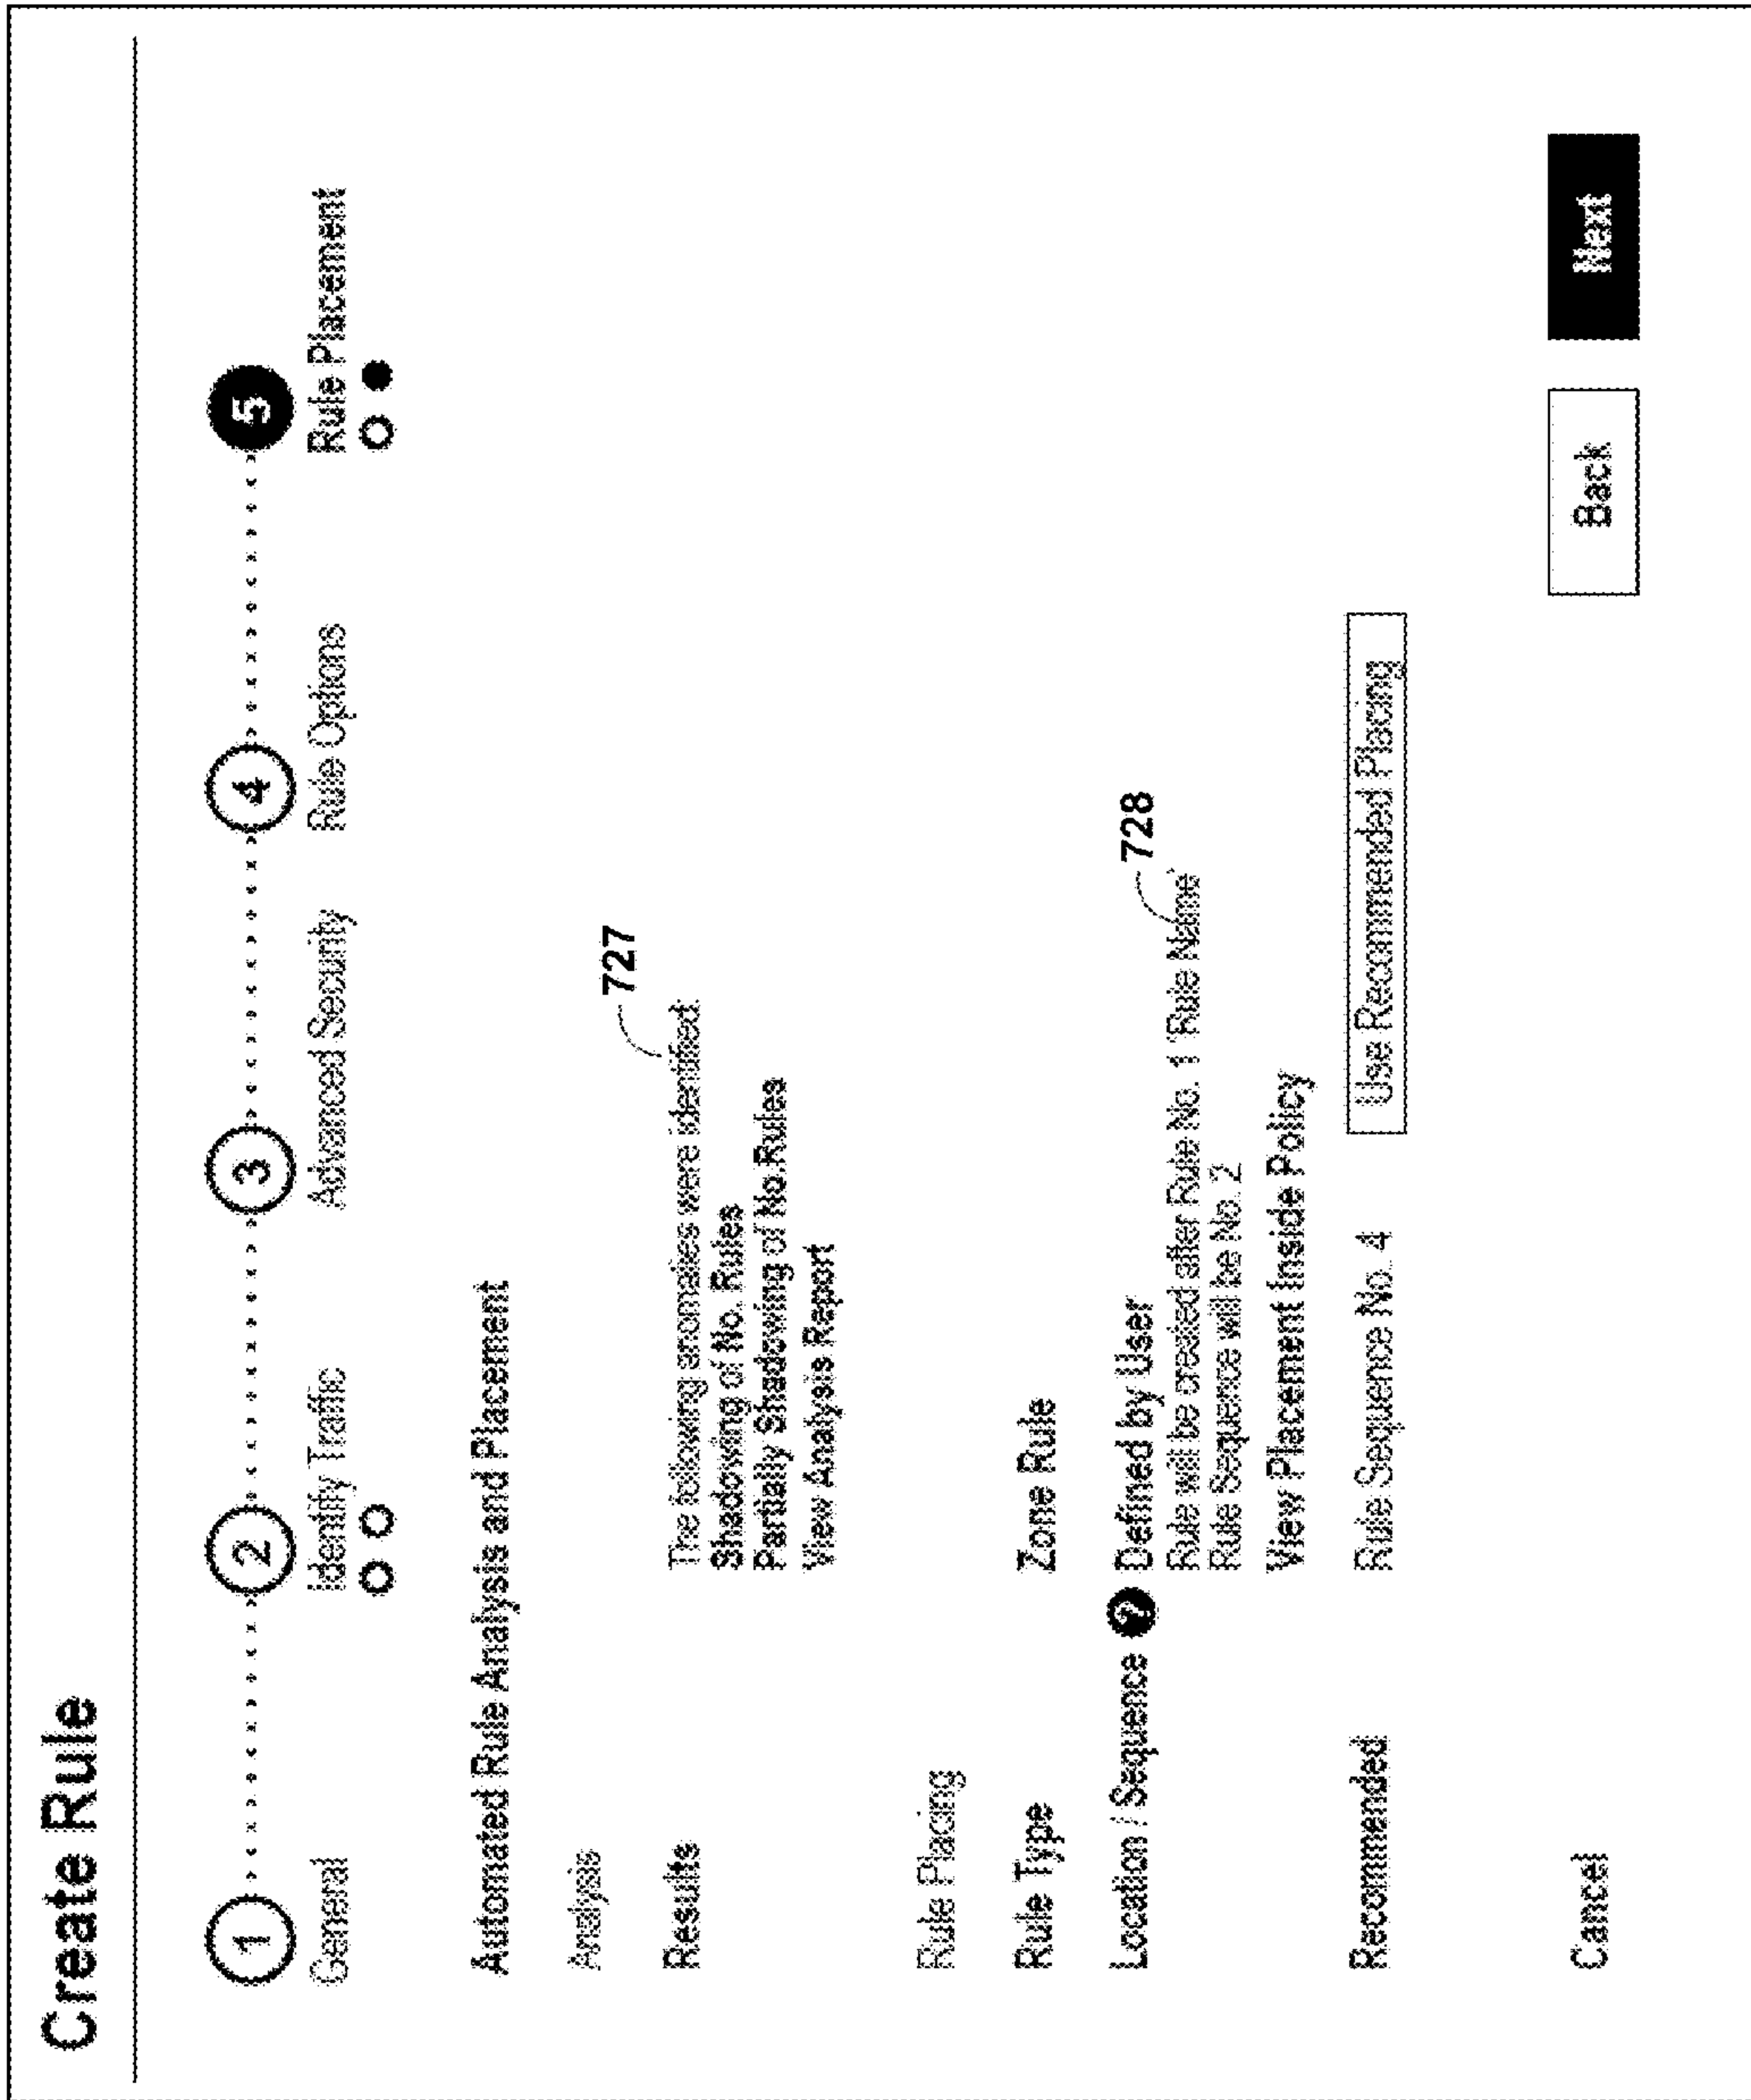 Create Rule
1 2 3 4 5
General Identify Traffic Advanced Security Rule Options Rule Placement
Automated Rule Analysis and Placement
Analysis
727
Results The following anomalies were identified:
Shadowing of No. Rules
Partially Shadowing of No.Rules
View Analysis Report
Rule Placing
Rule Type Zone Rule
728
Location / Sequence ? Defined by User
Rule will be created after Rule No. 1 'Rule Name'
Rule Sequence will be No. 2
View Placement Inside Policy
Recommended Rule Sequence No. 4 Use Recommended Placing
Cancel Back Next